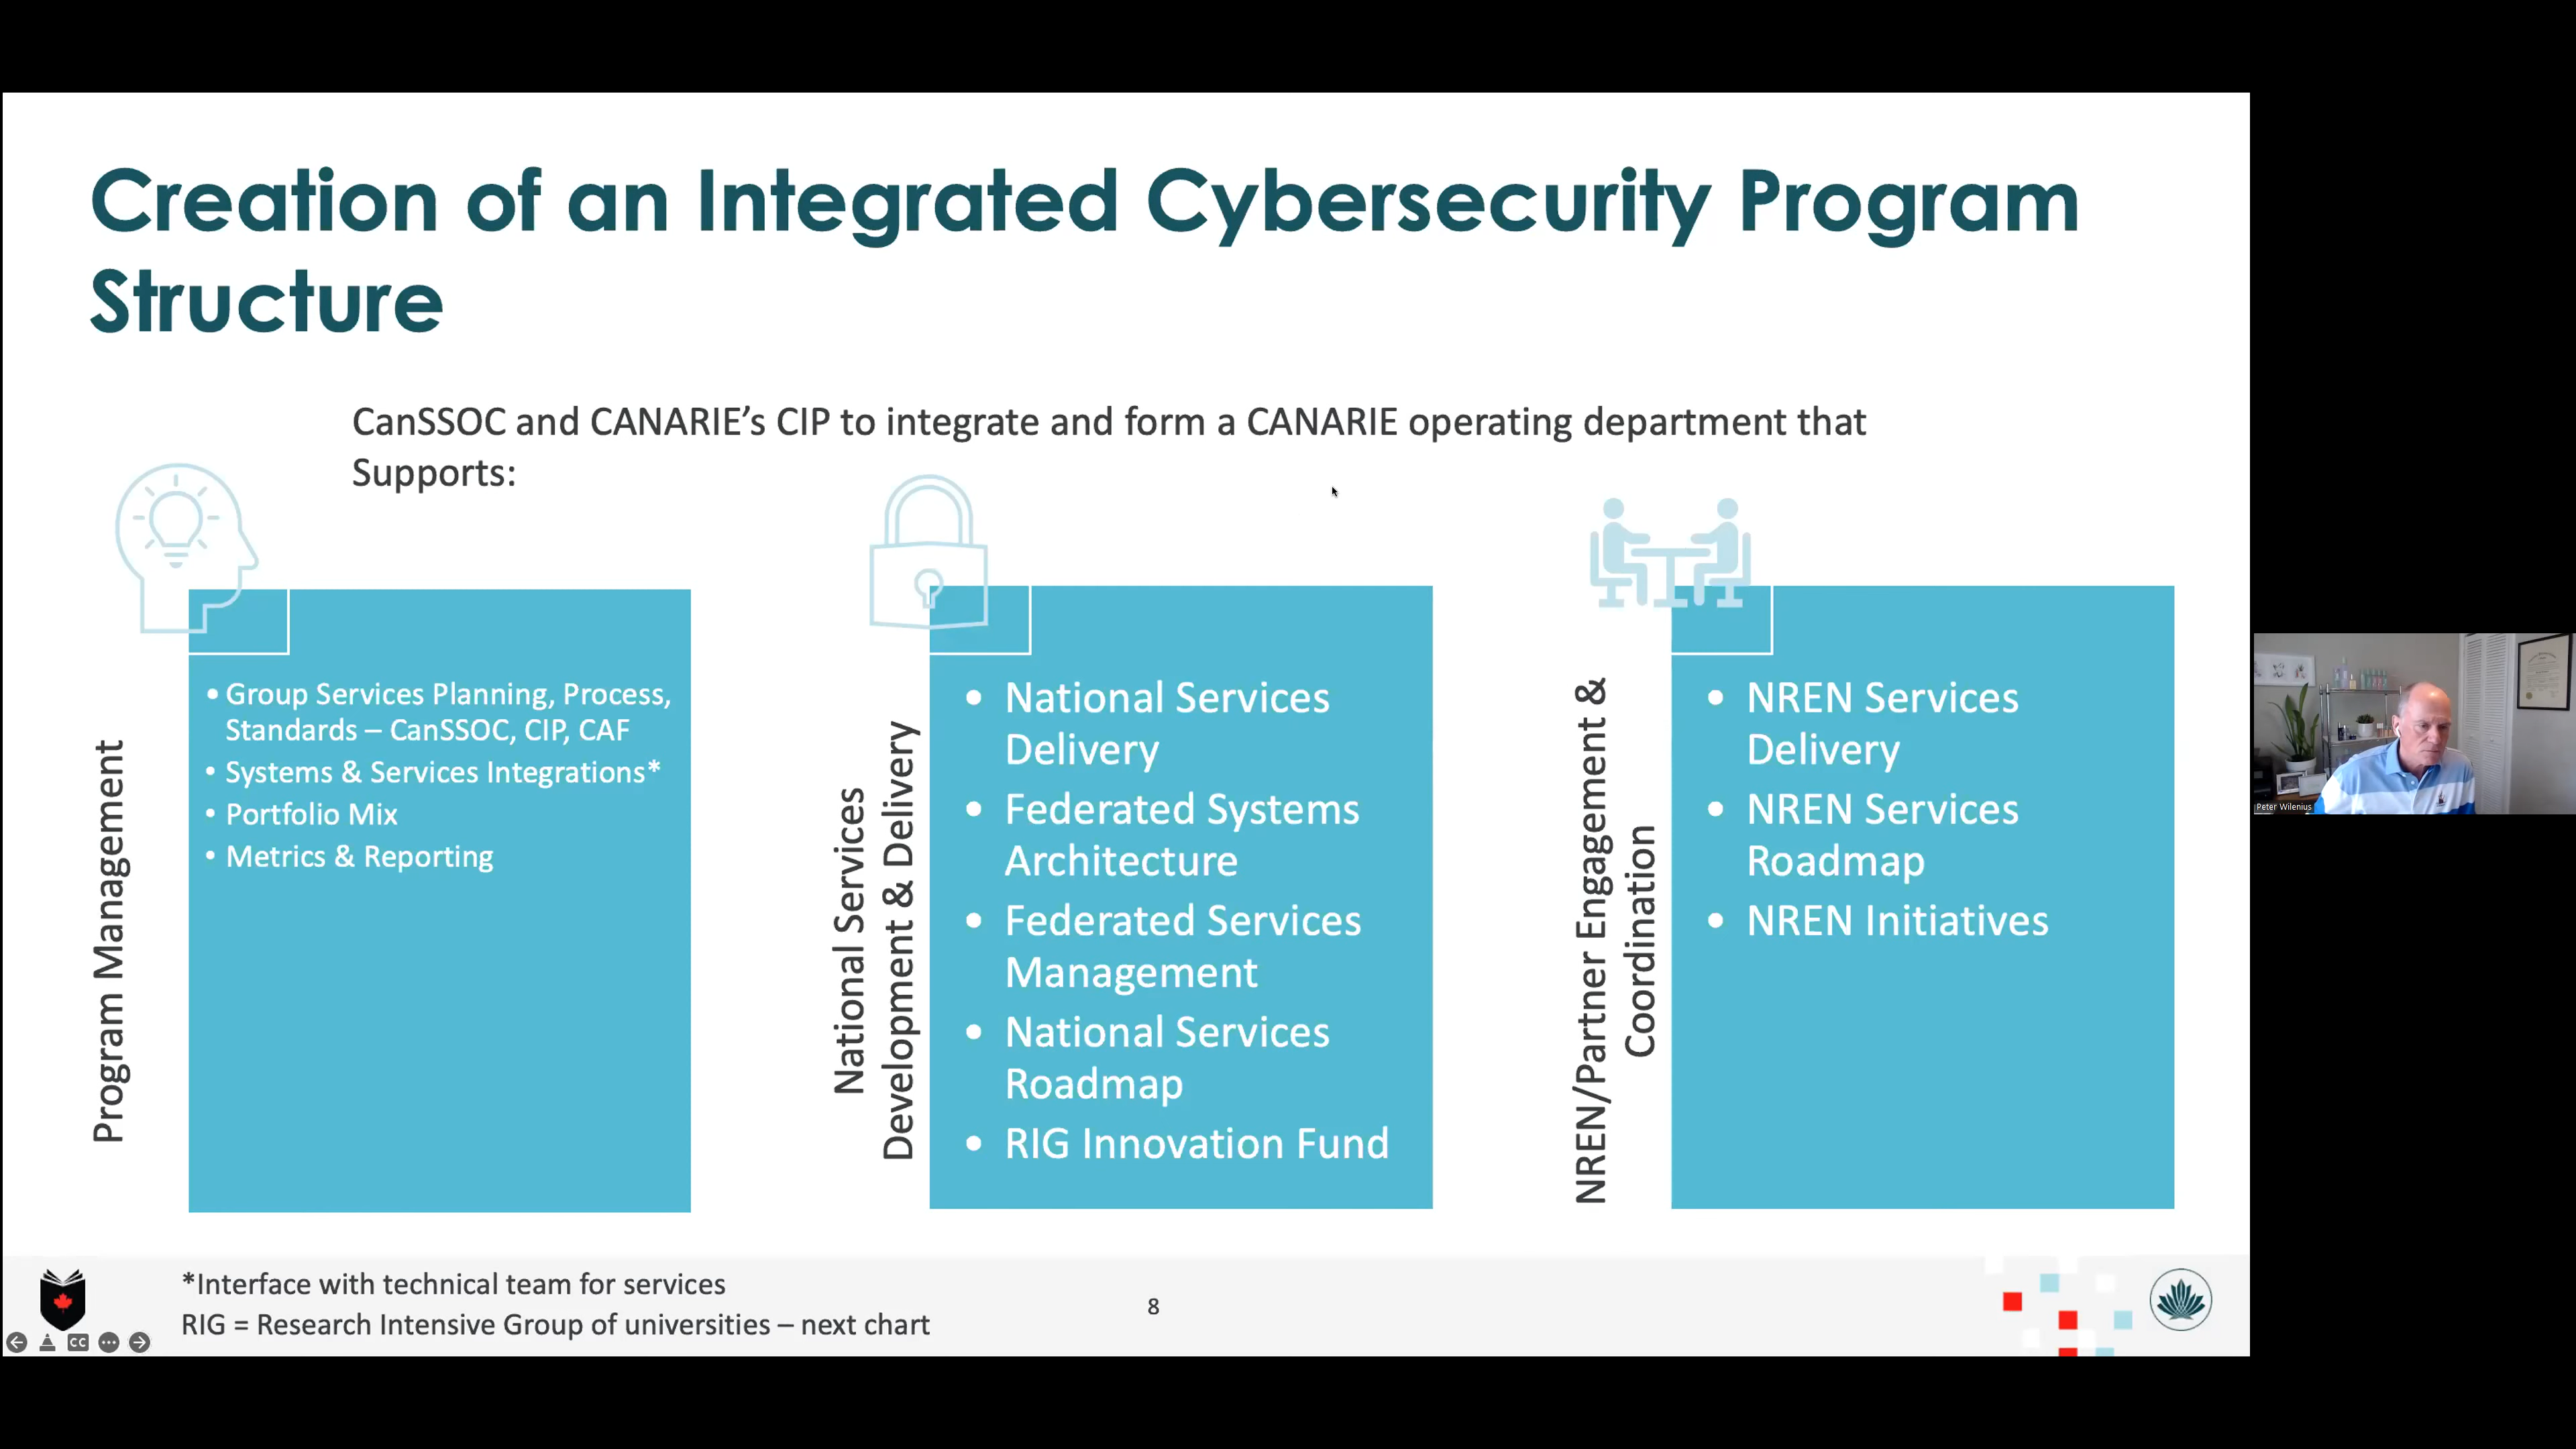 Creation of an Integrated Cybersecurity Program
Structure
CanSSOC and CANARIE's CIP to integrate and form a CANARIE operating department that
Supports:
Program Management
• Group Services Planning, Process,
Standards – CanSSOC, CIP, CAF
• Systems & Services Integrations*
• Portfolio Mix
• Metrics & Reporting
National Services
Development & Delivery
• National Services
Delivery
• Federated Systems
Architecture
• Federated Services
Management
• National Services
Roadmap
• RIG Innovation Fund
NREN/Partner Engagement &
Coordination
• NREN Services
Delivery
• NREN Services
Roadmap
• NREN Initiatives
*Interface with technical team for services
RIG = Research Intensive Group of universities – next chart
8
CC
Peter Wilenius